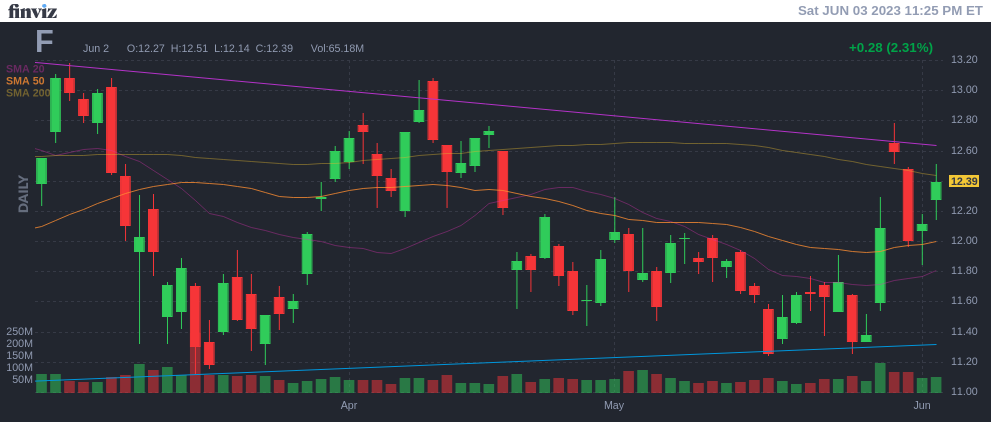 finviz
Sat JUN 03 2023 11:25 PM ET
F
Jun 2 O:12.27 H:12.51 L:12.14 C:12.39 Vol:65.18M
+0.28 (2.31%)
SMA 20
SMA 50
SMA 200
DAILY
13.20
13.00
12.80
12.60
12.39
12.20
12.00
11.80
11.60
11.40
11.20
11.00
250M
200M
150M
100M
50M
Apr May Jun